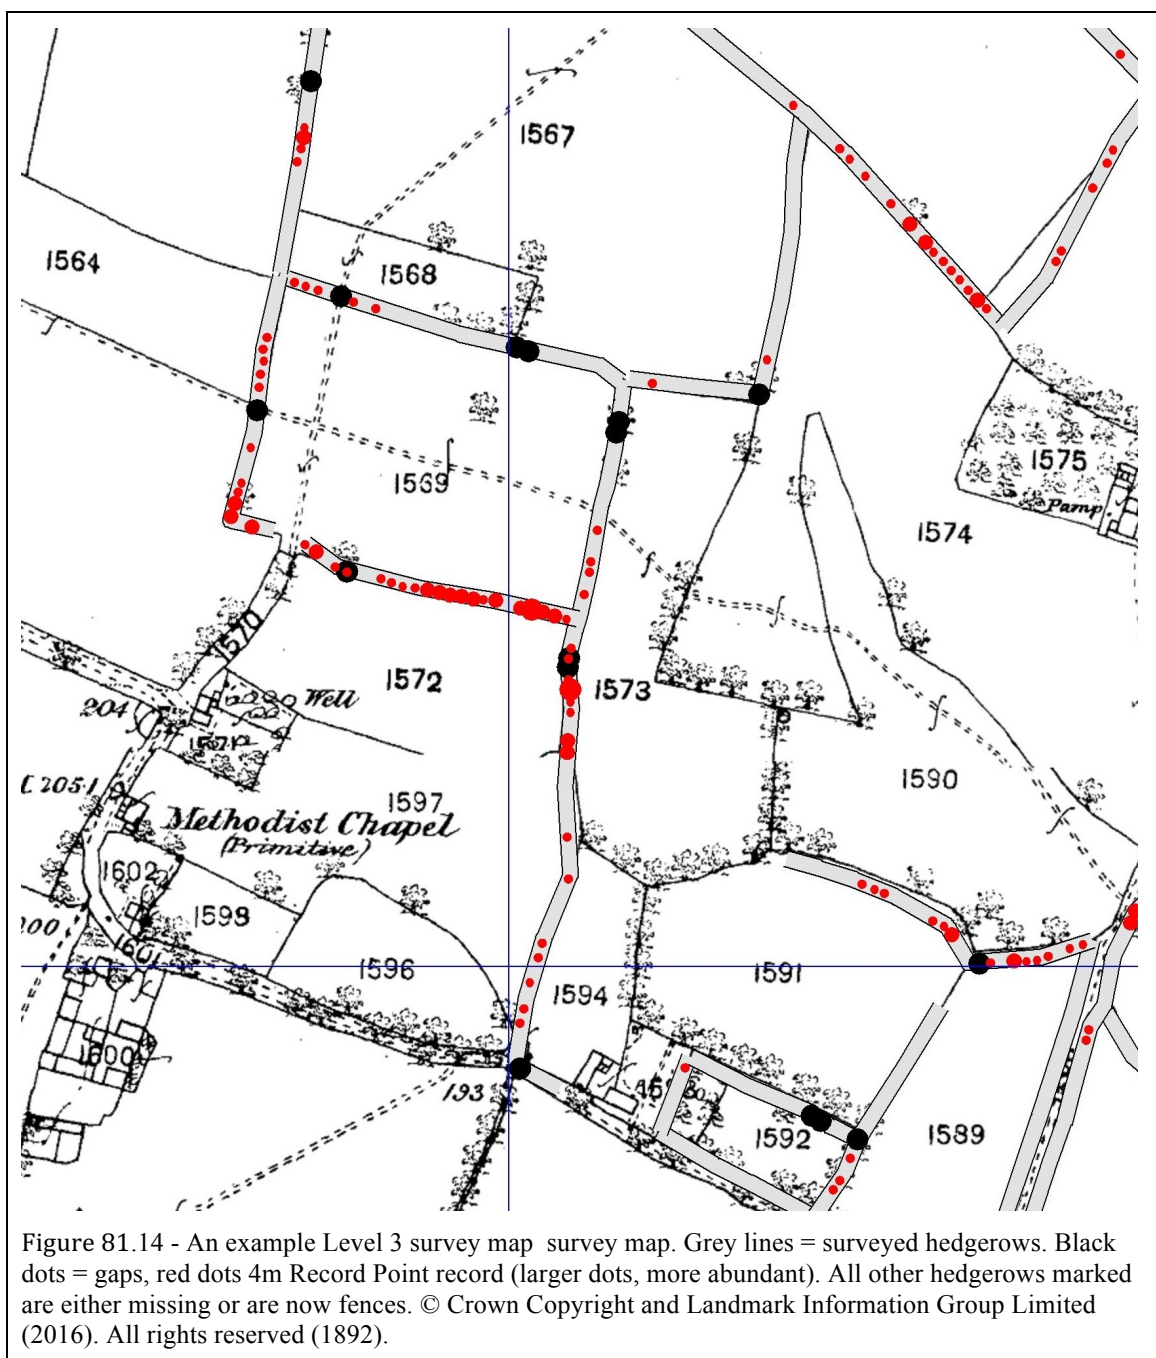 1567
1564
1568
1569
1575
Pamp.
1574
1570
1572
1573
Well
204
1571
1590
1597
Methodist Chapel
(Primitive)
1602
1598
1601
1596
1591
1594
1600
193
1592
1589
Figure 81.14 - An example Level 3 survey map  survey map. Grey lines = surveyed hedgerows. Black
dots = gaps, red dots 4m Record Point record (larger dots, more abundant). All other hedgerows marked
are either missing or are now fences. © Crown Copyright and Landmark Information Group Limited
(2016). All rights reserved (1892).